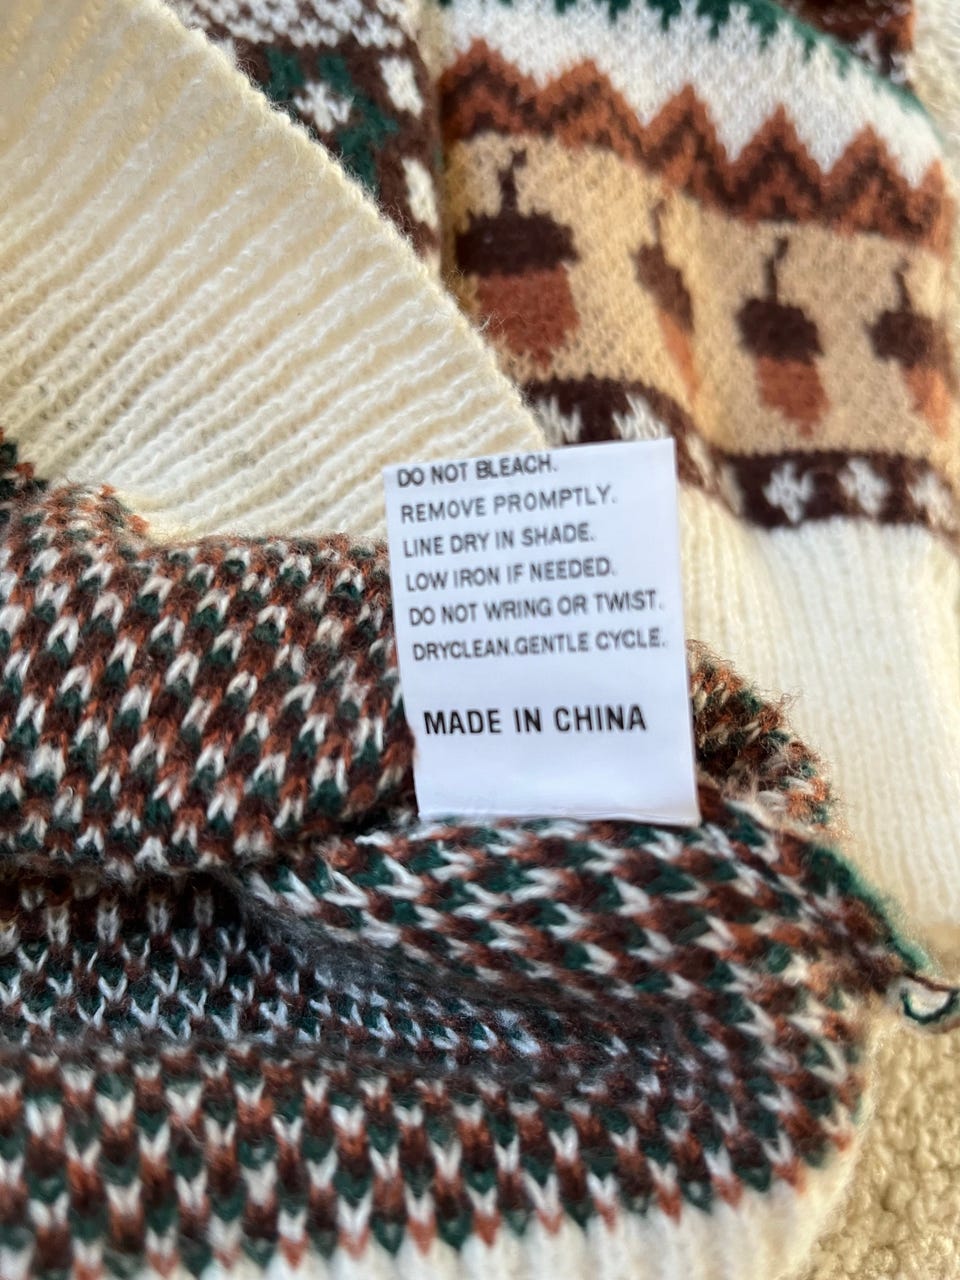 DO NOT BLEACH.
REMOVE PROMPTLY.
LINE DRY IN SHADE.
LOW IRON IF NEEDED.
DO NOT WRING OR TWIST.
DRYCLEAN.GENTLE CYCLE.
MADE IN CHINA